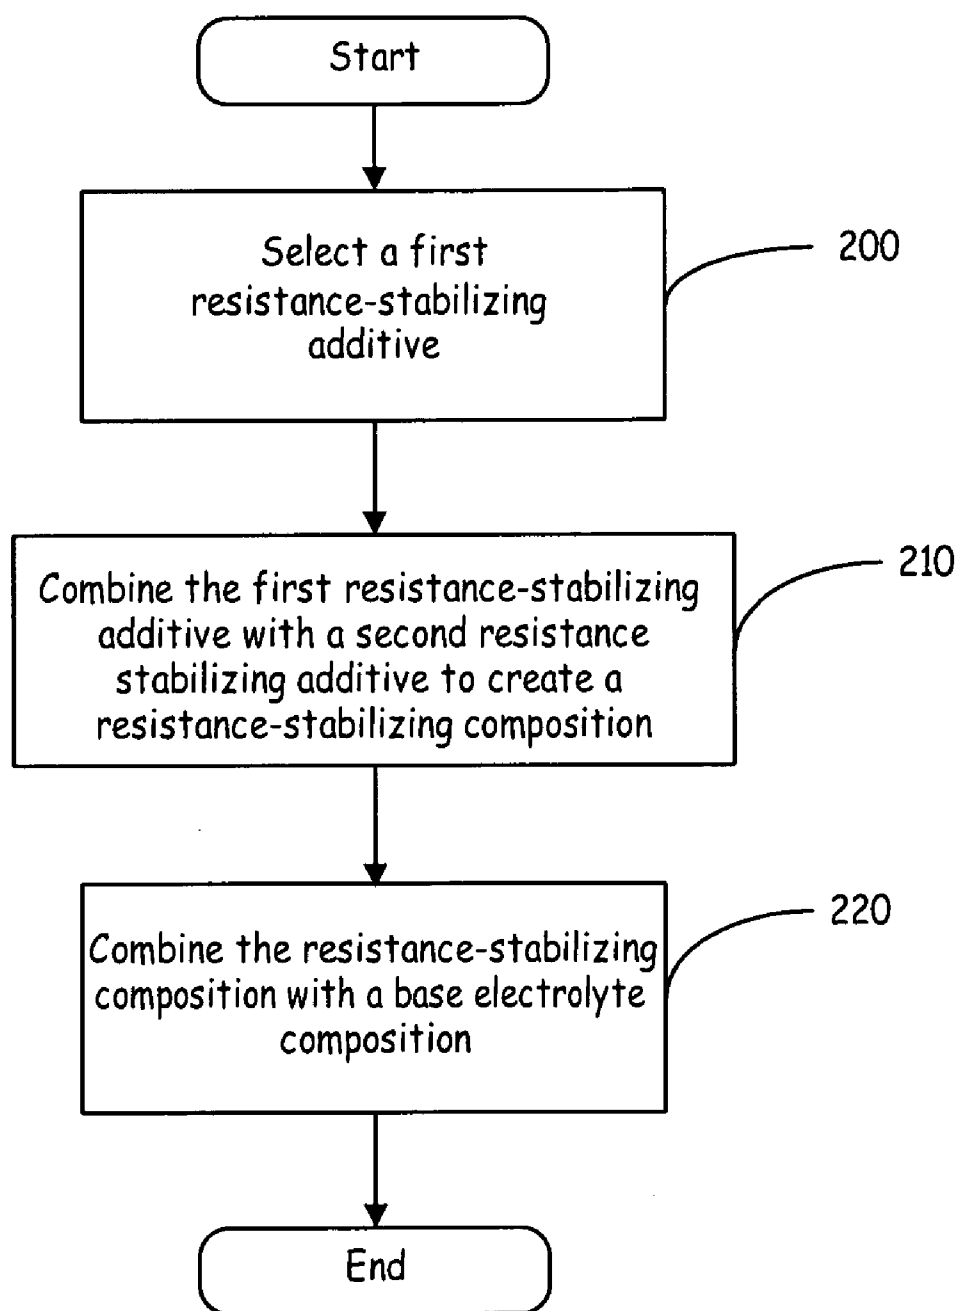 Start
Select a first
resistance-stabilizing
additive
200
Combine the first resistance-stabilizing
additive with a second resistance
stabilizing additive to create a
resistance-stabilizing composition
210
Combine the resistance-stabilizing
composition with a base electrolyte
composition
220
End